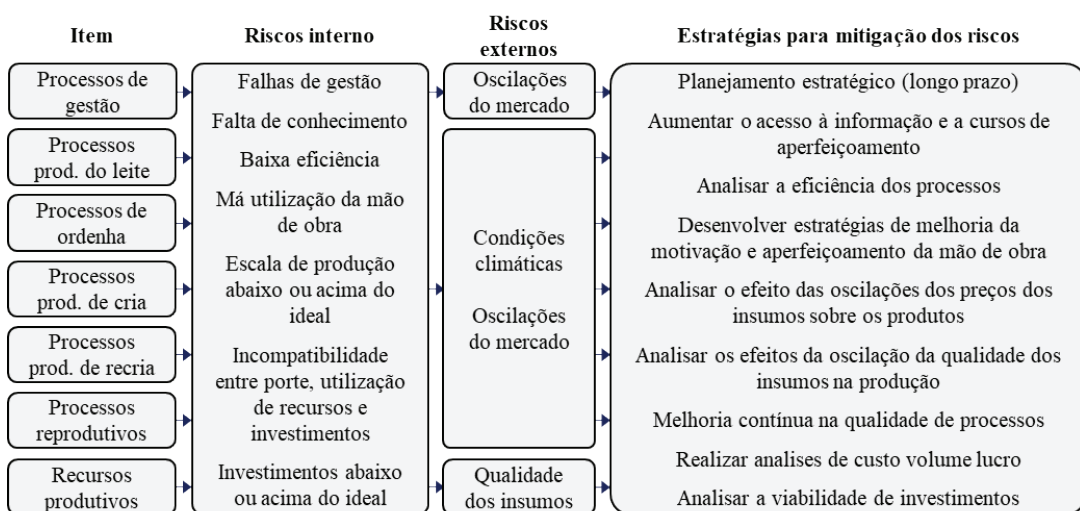 Item
Riscos interno
Riscos
externos
Estratégias para mitigação dos riscos
Processos de
gestão
Processos
prod. do leite
Processos de
ordenha
Processos
prod. de cria
Processos
prod. de recria
Processos
reprodutivos
Recursos
produtivos
Falhas de gestão
Falta de conhecimento
Baixa eficiência
Má utilização da mão
de obra
Escala de produção
abaixo ou acima do
ideal
Incompatibilidade
entre porte, utilização
de recursos e
investimentos
Investimentos abaixo
ou acima do ideal
Oscilações
do mercado
Condições
climáticas
Oscilações
do mercado
Qualidade
dos insumos
Planejamento estratégico (longo prazo)
Aumentar o acesso à informação e a cursos de
aperfeiçoamento
Analisar a eficiência dos processos
Desenvolver estratégias de melhoria da
motivação e aperfeiçoamento da mão de obra
Analisar o efeito das oscilações dos preços dos
insumos sobre os produtos
Analisar os efeitos da oscilação da qualidade dos
insumos na produção
Melhoria contínua na qualidade de processos
Realizar analises de custo volume lucro
Analisar a viabilidade de investimentos